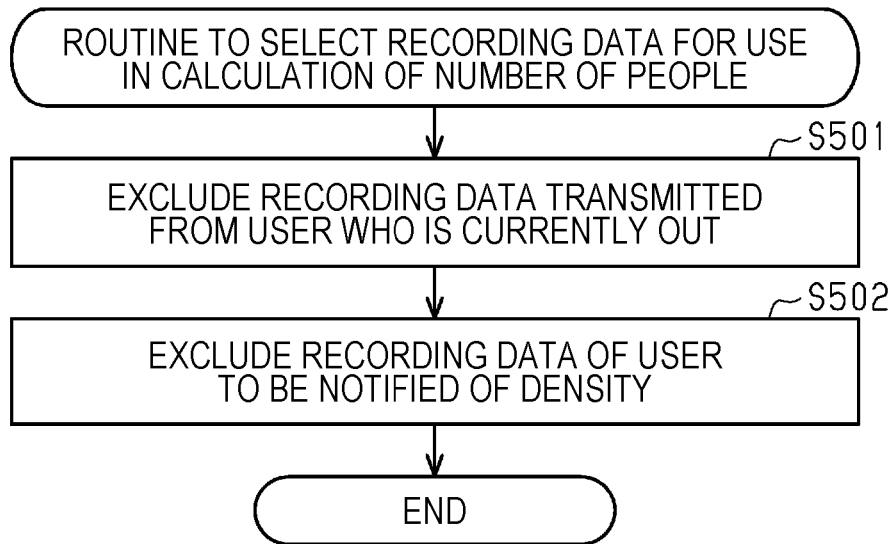 ROUTINE TO SELECT RECORDING DATA FOR USE
IN CALCULATION OF NUMBER OF PEOPLE
S501
EXCLUDE RECORDING DATA TRANSMITTED
FROM USER WHO IS CURRENTLY OUT
S502
EXCLUDE RECORDING DATA OF USER
TO BE NOTIFIED OF DENSITY
END